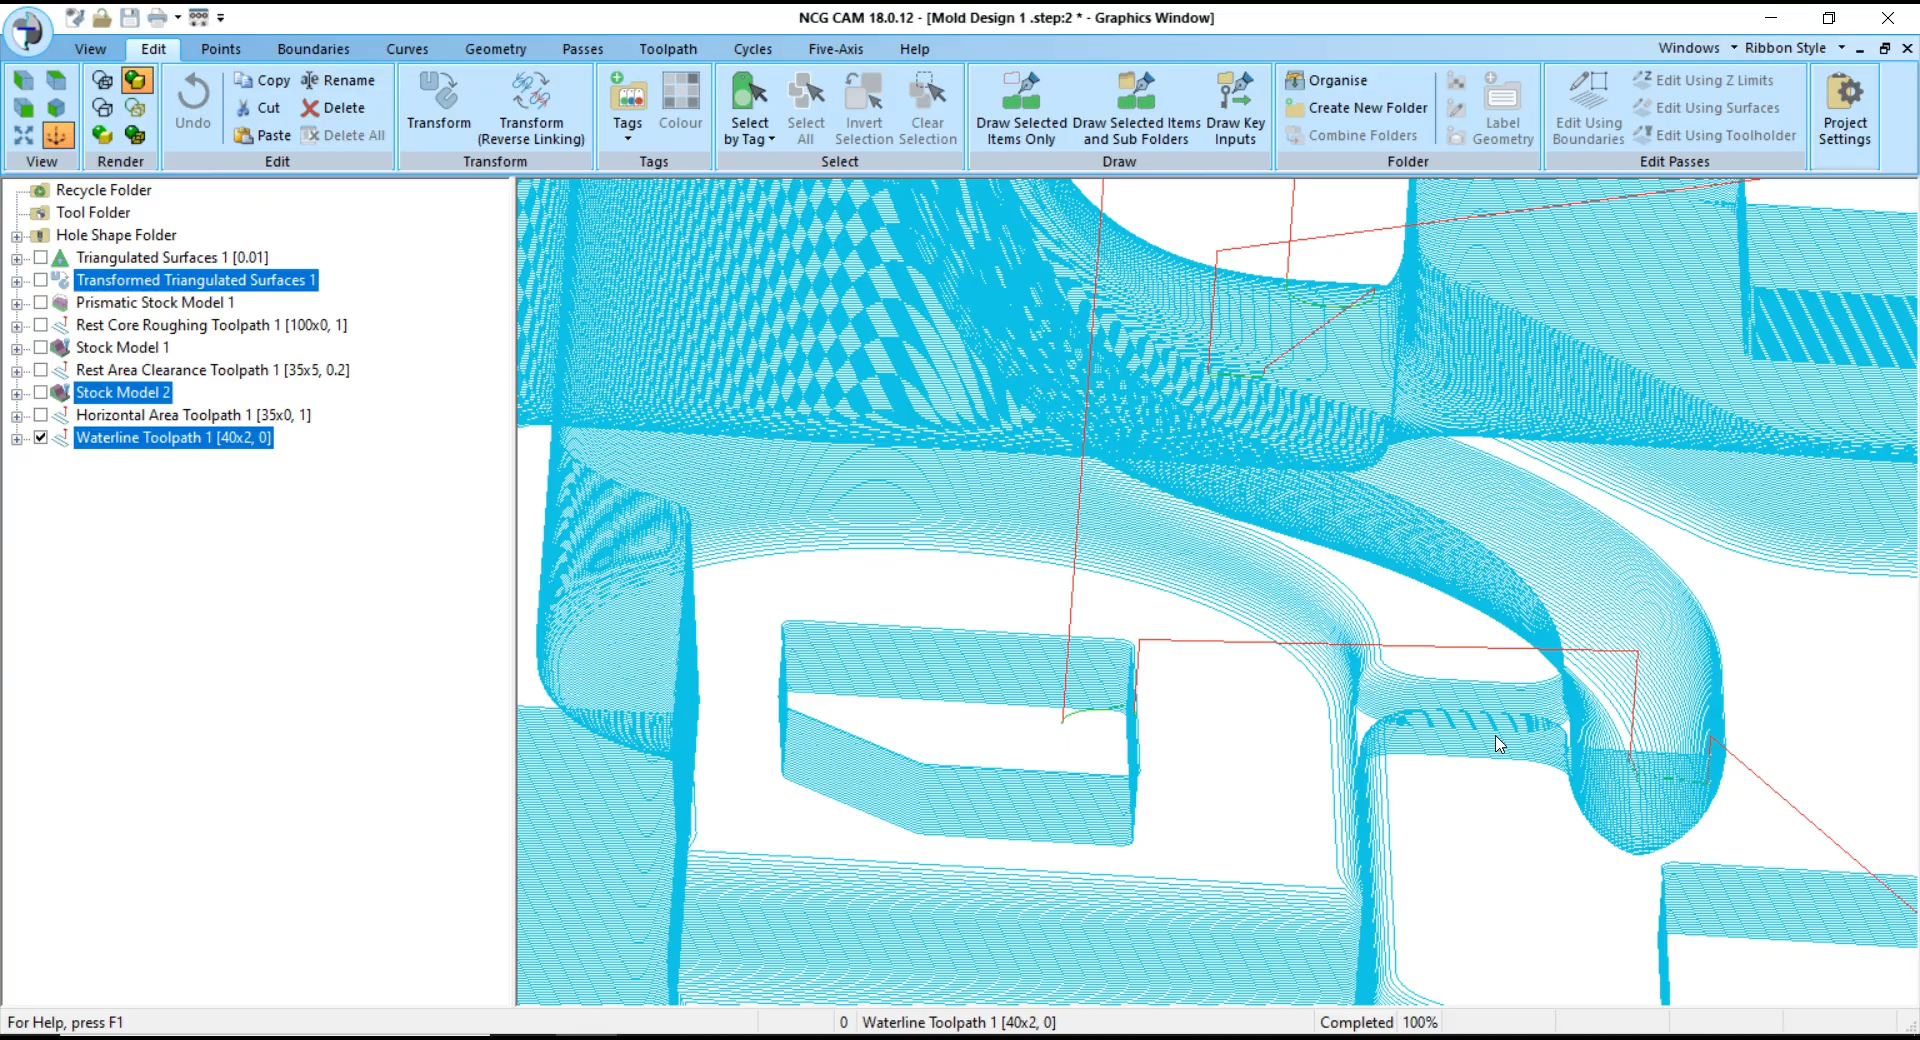 NCG CAM 18.0.12 - [Mold Design 1 .step:2 * - Graphics Window]
View Edit Points Boundaries Curves Geometry Passes Toolpath Cycles Five-Axis Help Windows Ribbon Style
Undo
Copy
Rename
Cut
Delete
Paste
Delete All
Transform
Transform
(Reverse Linking)
Tags
Colour
Select
by Tag
Select
All
Invert
Selection
Clear
Selection
Draw Selected
Items Only
Draw Selected Items
and Sub Folders
Draw Key
Inputs
Organise
Create New Folder
Combine Folders
Label
Geometry
Edit Using
Boundaries
Edit Using Z Limits
Edit Using Surfaces
Edit Using Toolholder
Project
Settings
View Render Edit Transform Tags Select Draw Folder Edit Passes
Recycle Folder
Tool Folder
Hole Shape Folder
Triangulated Surfaces 1 [0.01]
Transformed Triangulated Surfaces 1
Prismatic Stock Model 1
Rest Core Roughing Toolpath 1 [100x0, 1]
Stock Model 1
Rest Area Clearance Toolpath 1 [35x5, 0.2]
Stock Model 2
Horizontal Area Toolpath 1 [35x0, 1]
Waterline Toolpath 1 [40x2, 0]
For Help, press F1
0 Waterline Toolpath 1 [40x2, 0]
Completed 100%